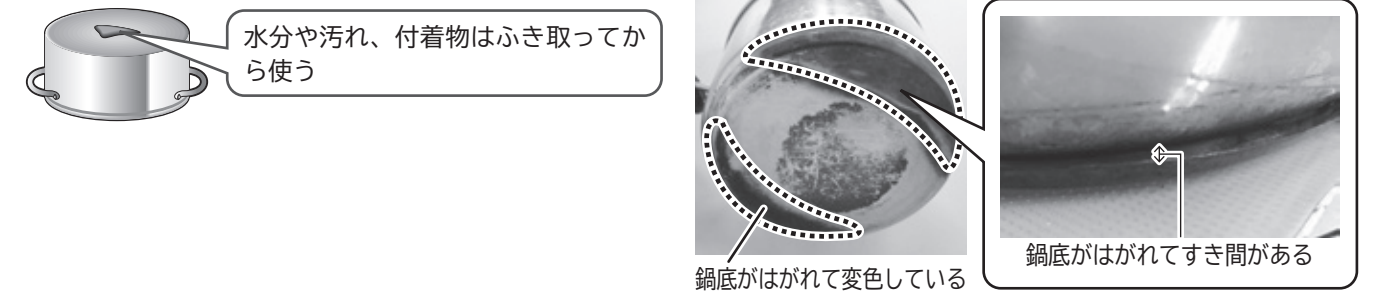 水分や汚れ、付着物はふき取ってか
ら使う
鍋底がはがれて変色している
鍋底がはがれてすき間がある